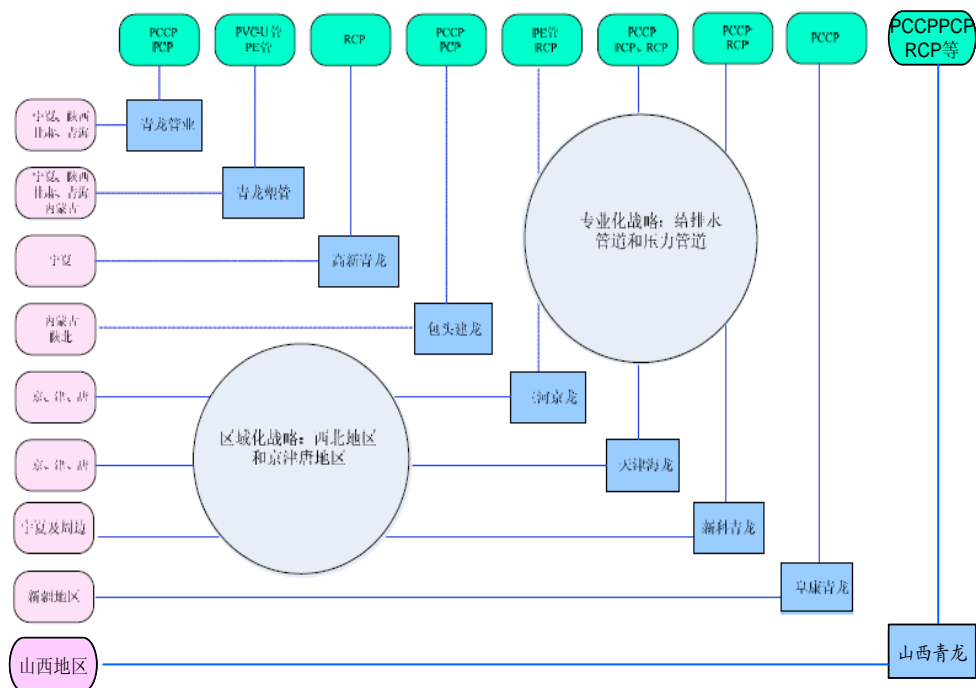 PCCP
PCP
PVC-U管
PE管
RCP
PCCP
PCP
PE管
RCP
PCCP
PCP、RCP
PCCP
RCP
PCCP
PCCPPCP
RCP等
宁夏、陕西
甘肃、青海
青龙管业
宁夏、陕西
甘肃、青海
内蒙古
青龙塑管
专业化战略：给排水
管道和压力管道
宁夏
高新青龙
内蒙古
陕北
包头建龙
京、津、唐
三河京龙
区域化战略：西北地区
和京津唐地区
京、津、唐
天津海龙
宁夏及周边
新科青龙
新疆地区
阜康青龙
山西地区
山西青龙